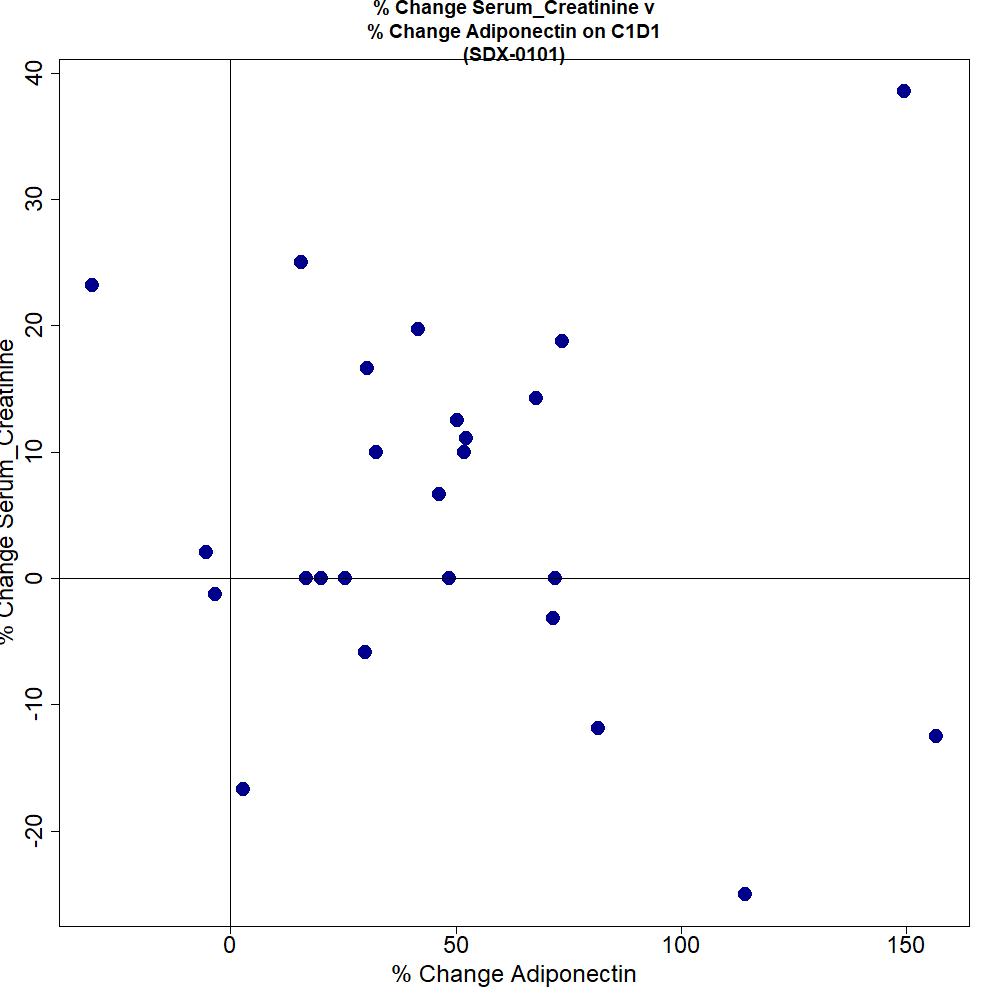 % Change Serum_Creatinine v
% Change Adiponectin on C1D1
(SDX-0101)
40
30
20
10
0
-10
-20
% Change Serum_Creatinine
0
50
100
150
% Change Adiponectin